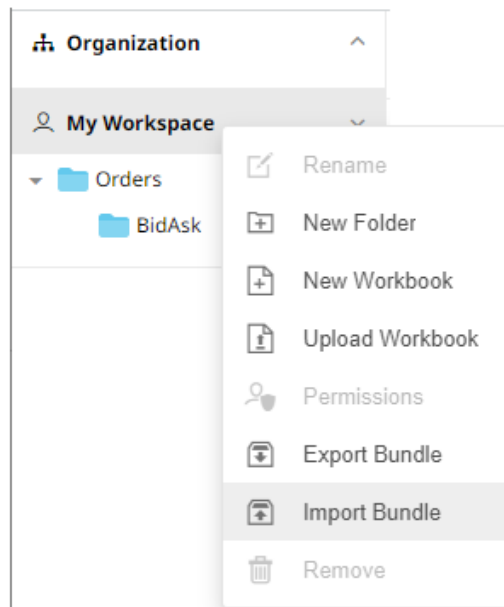 Organization
My Workspace
Orders
BidAsk
Rename
New Folder
New Workbook
Upload Workbook
Permissions
Export Bundle
Import Bundle
Remove